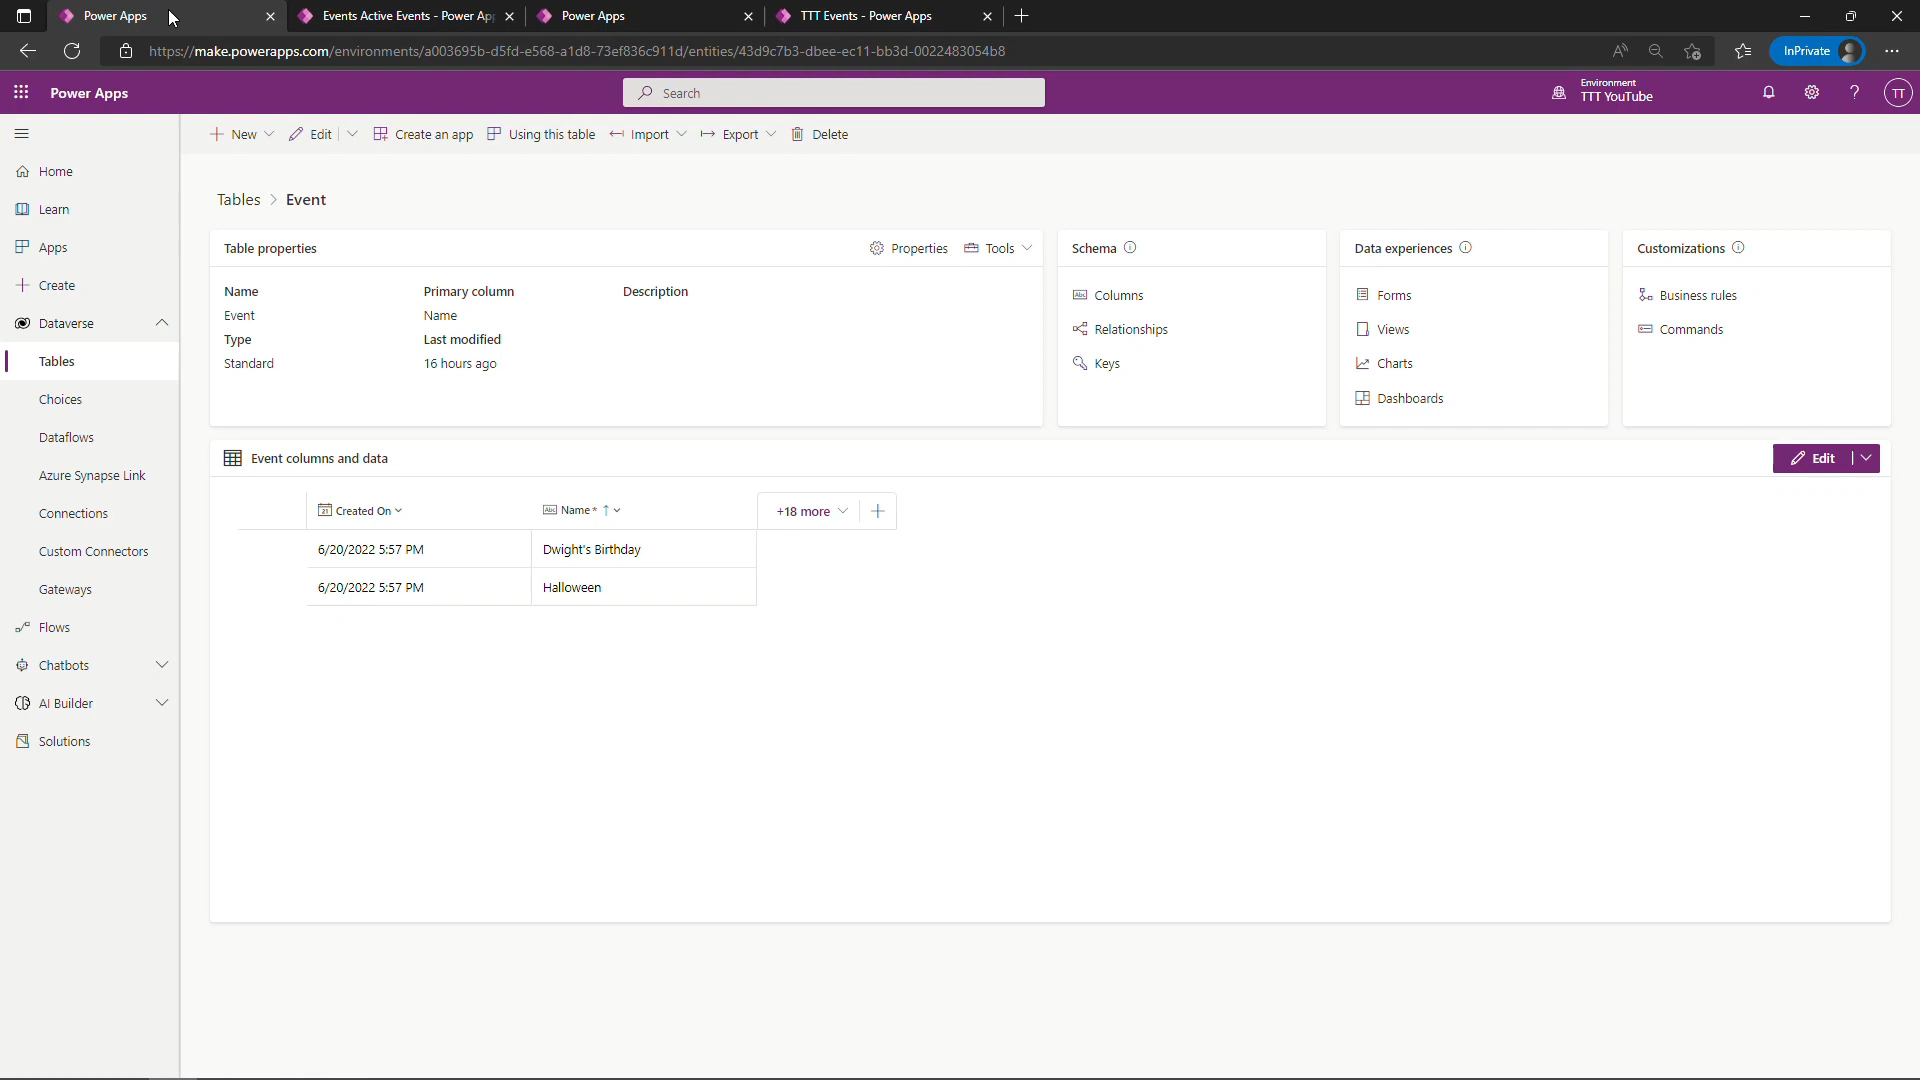 Power Apps
Events Active Events - Power Ap
Power Apps
TTT Events - Power Apps
https://make.powerapps.com/environments/a003695b-d5fd-e568-a1d8-73ef836c911d/entities/43d9c7b3-dbee-ec11-bb3d-0022483054b8
InPrivate
Power Apps
Search
Environment
TTT YouTube
TT
New
Edit
Create an app
Using this table
Import
Export
Delete
Home
Learn
Apps
Create
Dataverse
Tables
Choices
Dataflows
Azure Synapse Link
Connections
Custom Connectors
Gateways
Flows
Chatbots
AI Builder
Solutions
Tables > Event
Table properties
Properties
Tools
Name
Primary column
Description
Event
Name
Type
Last modified
Standard
16 hours ago
Schema
Columns
Relationships
Keys
Data experiences
Forms
Views
Charts
Dashboards
Customizations
Business rules
Commands
Event columns and data
Edit
Created On
Name *
+18 more
6/20/2022 5:57 PM
Dwight's Birthday
6/20/2022 5:57 PM
Halloween